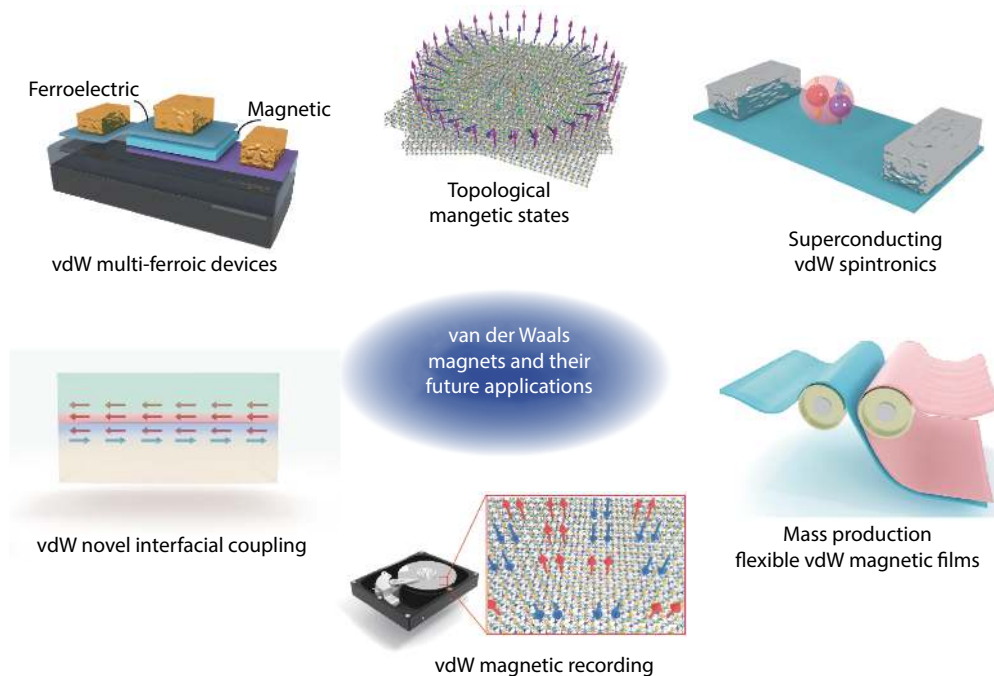 Ferroelectric
Magnetic
vdW multi-ferroic devices
Topological
mangetic states
Superconducting
vdW spintronics
van der Waals
magnets and their
future applications
vdW novel interfacial coupling
Mass production
flexible vdW magnetic films
vdW magnetic recording